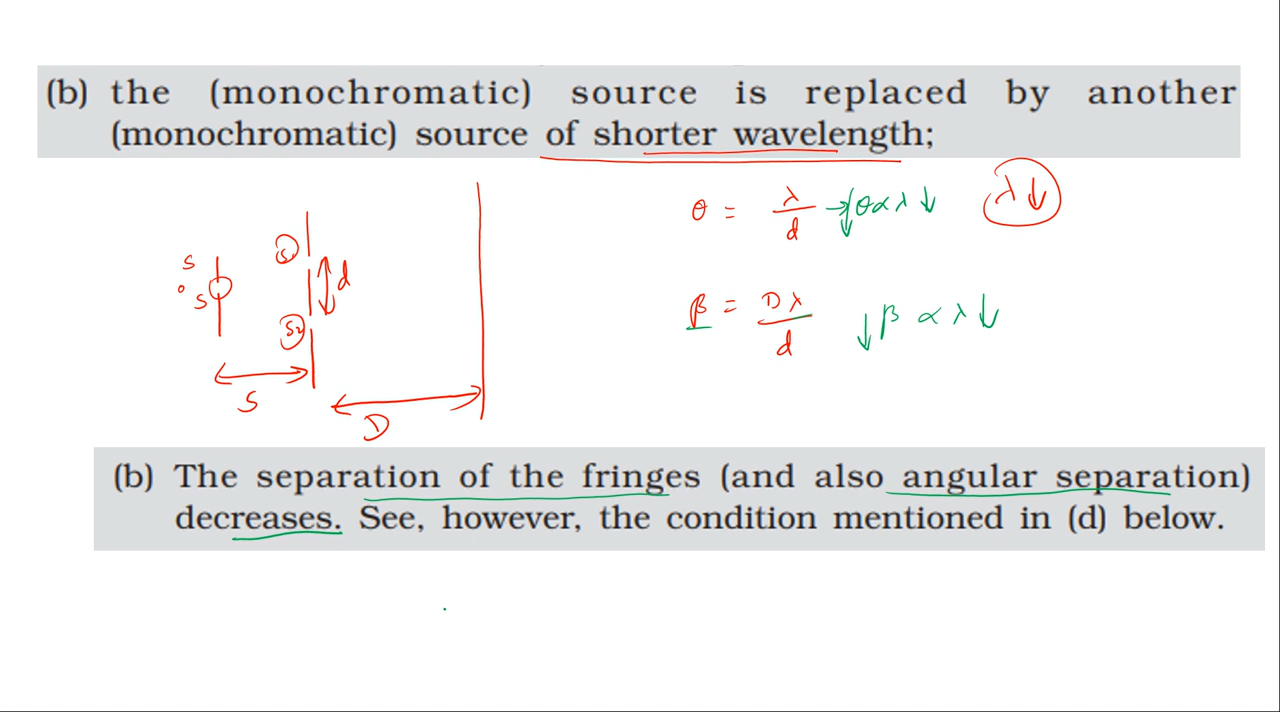 (b) the (monochromatic) source is replaced by another
(monochromatic) source of shorter wavelength;
θ = λ/d → ↓θ α λ ↓
λ ↓
S
S
S₁
d
S₂
β = Dλ/d
↓ β α λ ↓
S
D
(b) The separation of the fringes (and also angular separation)
decreases. See, however, the condition mentioned in (d) below.